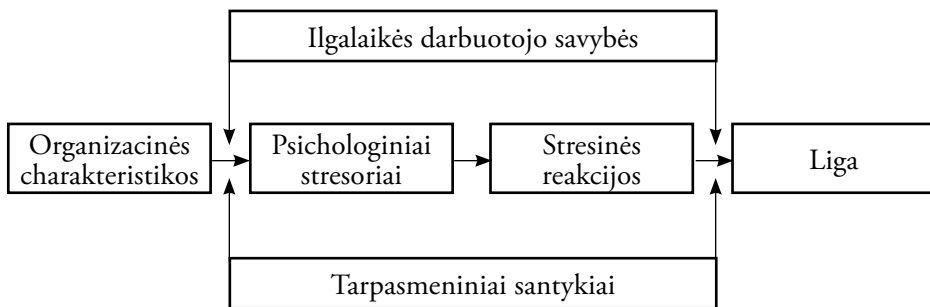 Ilgalaikės darbuotojo savybės
Organizacinės
charakteristikos
Psichologiniai
stresoriai
Stresinės
reakcijos
Liga
Tarpasmeniniai santykiai